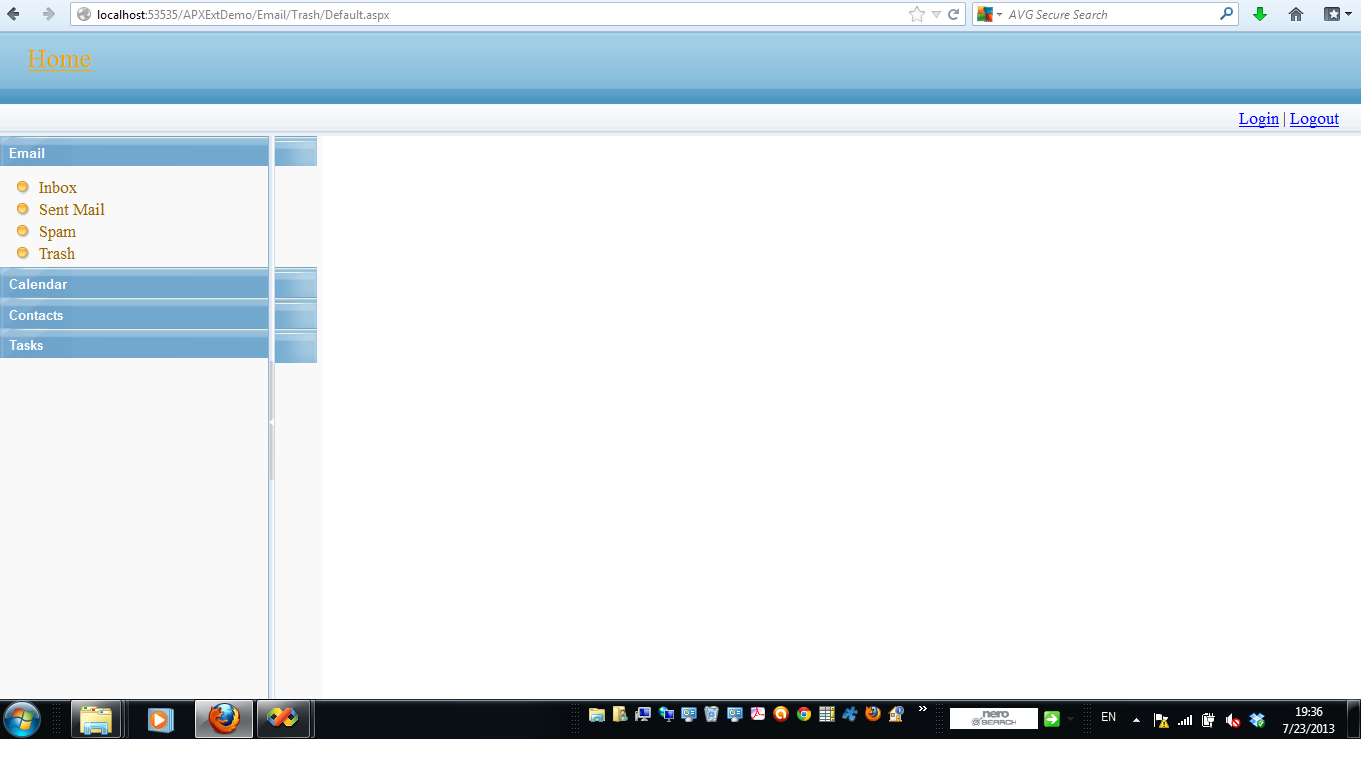 localhost:53535/APXExtDemo/Email/Trash/Default.aspx
AVG Secure Search
Home
Login | Logout
Email
Inbox
Sent Mail
Spam
Trash
Calendar
Contacts
Tasks
nero
SEARCH
EN
19:36
7/23/2013